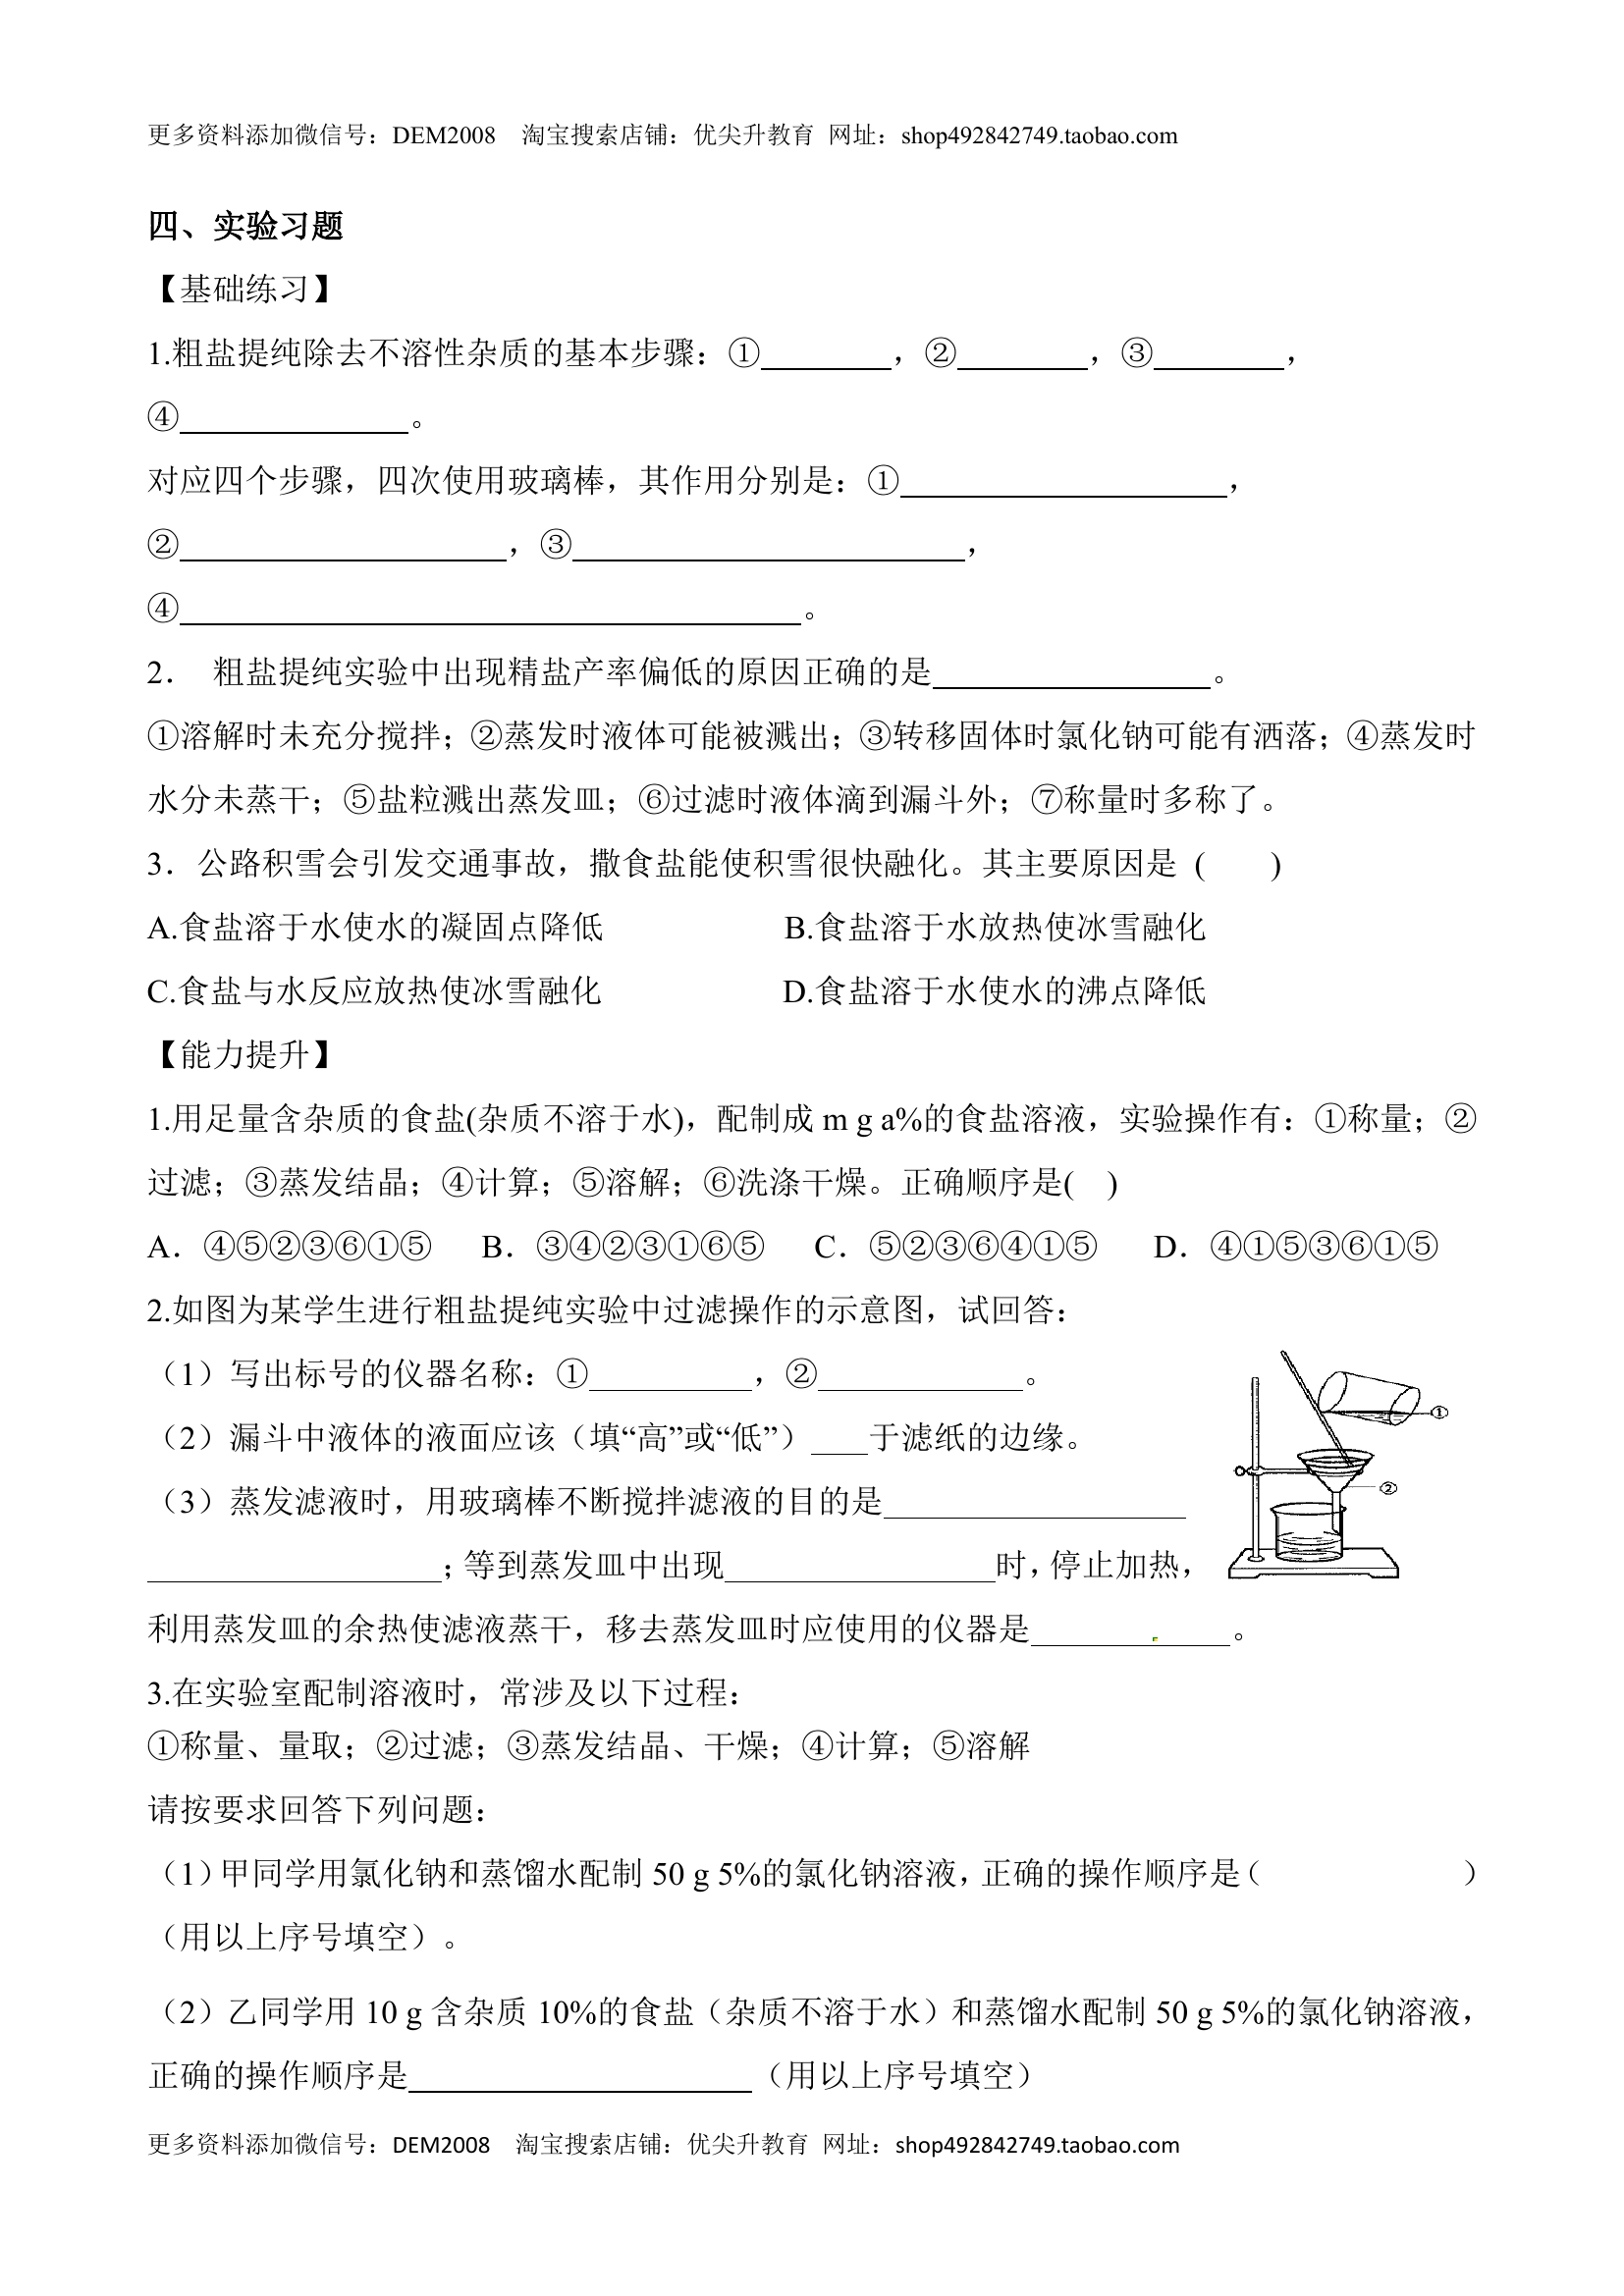 更多资料添加微信号：DEM2008 淘宝搜索店铺：优尖升教育 网址：shop492842749.taobao.com
四、实验习题
【基础练习】
1.粗盐提纯除去不溶性杂质的基本步骤：①________，②________，③________，
④______________。
对应四个步骤，四次使用玻璃棒，其作用分别是：①____________________，
②____________________，③________________________，
④______________________________________。
2． 粗盐提纯实验中出现精盐产率偏低的原因正确的是_________________。
①溶解时未充分搅拌；②蒸发时液体可能被溅出；③转移固体时氯化钠可能有洒落；④蒸发时
水分未蒸干；⑤盐粒溅出蒸发皿；⑥过滤时液体滴到漏斗外；⑦称量时多称了。
3．公路积雪会引发交通事故，撒食盐能使积雪很快融化。其主要原因是 ( )
A.食盐溶于水使水的凝固点降低 B.食盐溶于水放热使冰雪融化
C.食盐与水反应放热使冰雪融化 D.食盐溶于水使水的沸点降低
【能力提升】
1.用足量含杂质的食盐(杂质不溶于水)，配制成 m g a%的食盐溶液，实验操作有：①称量；②
过滤；③蒸发结晶；④计算；⑤溶解；⑥洗涤干燥。正确顺序是( )
A．④⑤②③⑥①⑤ B．③④②③①⑥⑤ C．⑤②③⑥④①⑤ D．④①⑤③⑥①⑤
2.如图为某学生进行粗盐提纯实验中过滤操作的示意图，试回答：
（1）写出标号的仪器名称：①__________，②____________。
（2）漏斗中液体的液面应该（填“高”或“低”）____于滤纸的边缘。
（3）蒸发滤液时，用玻璃棒不断搅拌滤液的目的是__________________
__________________；等到蒸发皿中出现________________时，停止加热，
利用蒸发皿的余热使滤液蒸干，移去蒸发皿时应使用的仪器是____________。
①
②
3.在实验室配制溶液时，常涉及以下过程：
①称量、量取；②过滤；③蒸发结晶、干燥；④计算；⑤溶解
请按要求回答下列问题：
（1）甲同学用氯化钠和蒸馏水配制 50 g 5%的氯化钠溶液，正确的操作顺序是（ ）
（用以上序号填空）。
（2）乙同学用 10 g 含杂质 10%的食盐（杂质不溶于水）和蒸馏水配制 50 g 5%的氯化钠溶液，
正确的操作顺序是_____________________（用以上序号填空）
更多资料添加微信号：DEM2008 淘宝搜索店铺：优尖升教育 网址：shop492842749.taobao.com